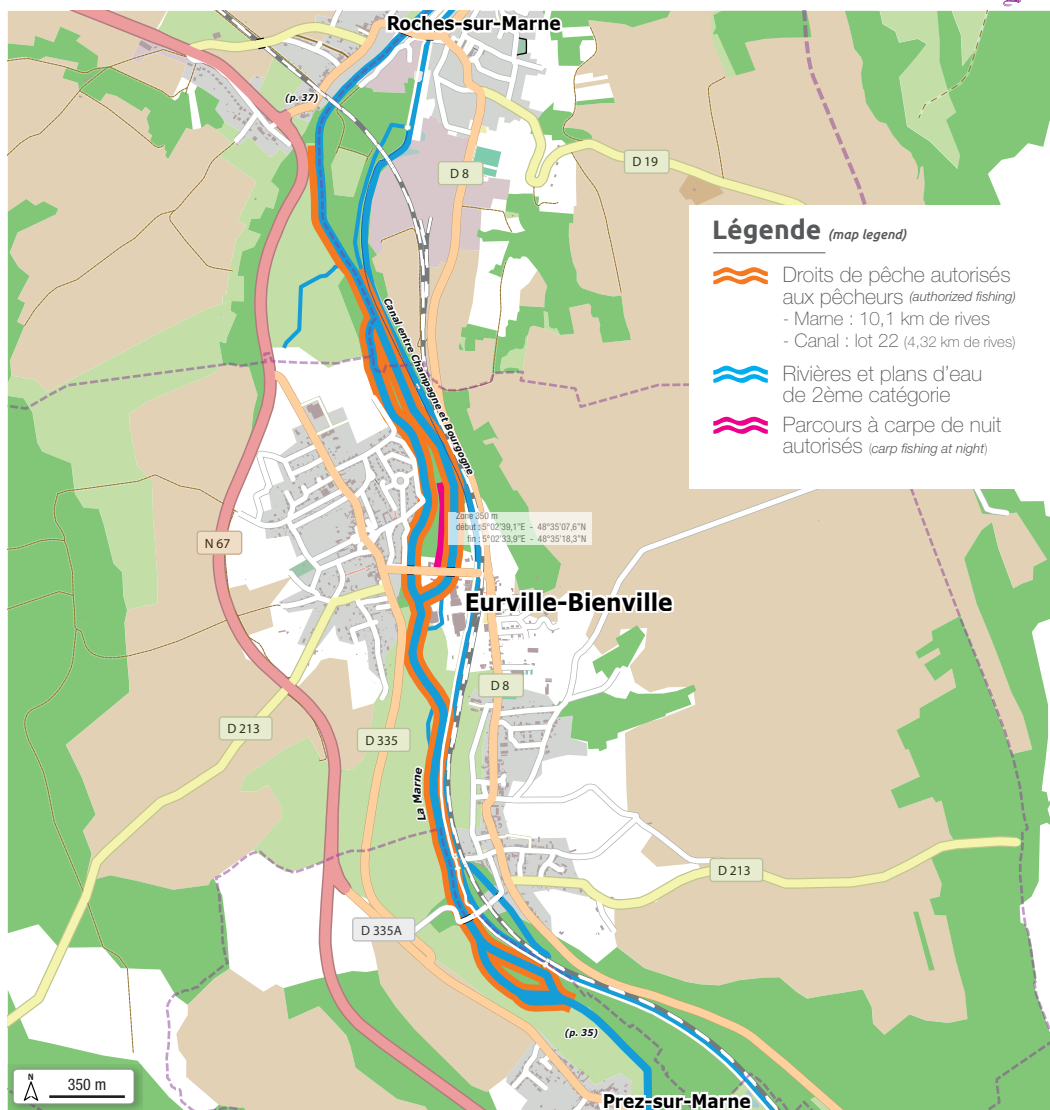 Roches-sur-Marne
(p. 37)
D 19
D 8
Légende (map legend)
Droits de pêche autorisés
aux pêcheurs (authorized fishing)
- Marne : 10,1 km de rives
- Canal : lot 22 (4,32 km de rives)
Rivières et plans d'eau
de 2ème catégorie
Parcours à carpe de nuit
autorisés (carp fishing at night)
Canal entre Champagne et Bourgogne
Zone 350 m
début : 5°02'39,1"E - 48°35'07,6"N
fin : 5°02'33,9"E - 48°35'18,3"N
N 67
Eurville-Bienville
D 8
D 213
D 335
La Marne
D 213
D 335A
(p. 35)
N
350 m
Prez-sur-Marne